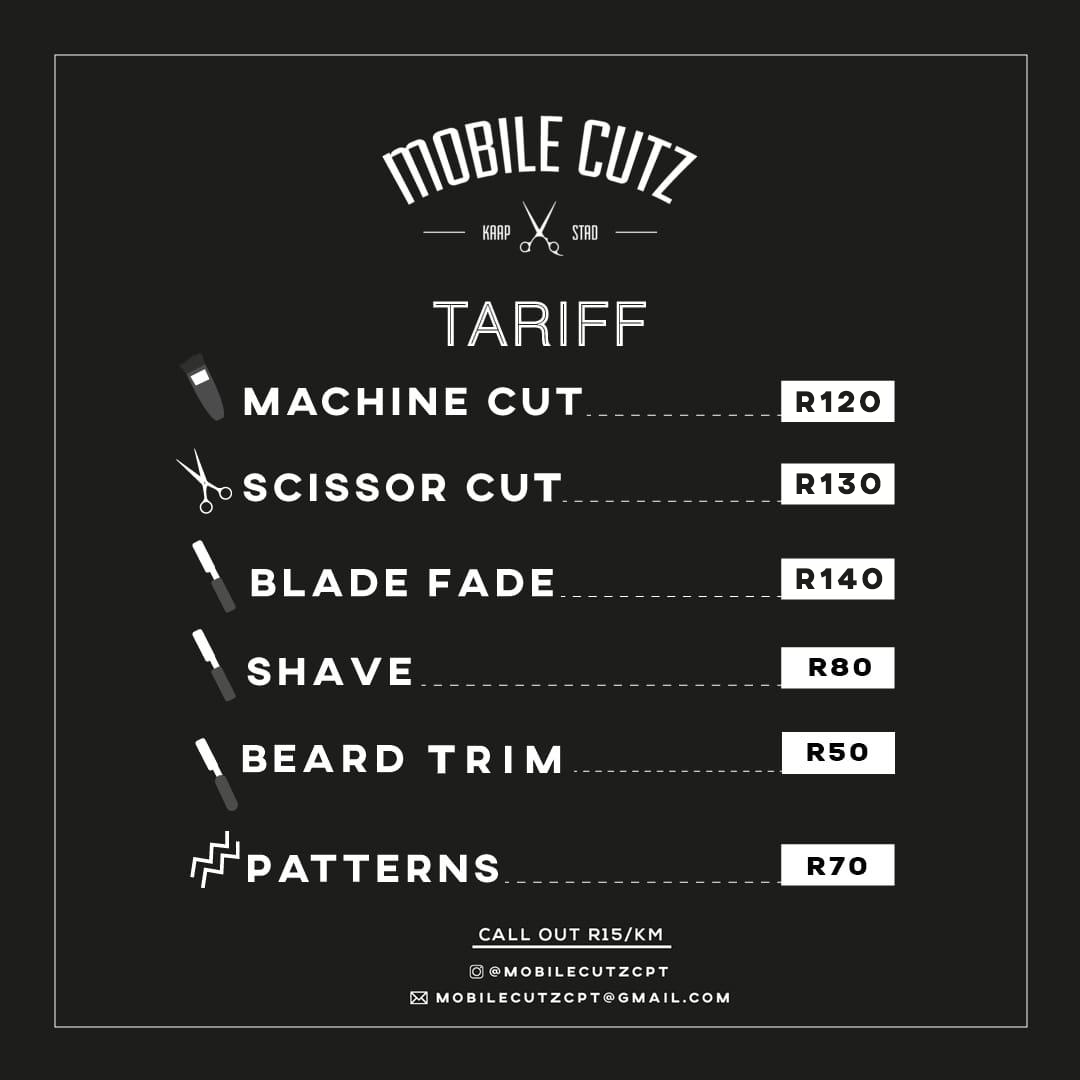 MOBILE CUTZ
KAAP STAD
TARIFF
MACHINE CUT R120
SCISSOR CUT R130
BLADE FADE R140
SHAVE R80
BEARD TRIM R50
PATTERNS R70
CALL OUT R15/KM
@MOBILECUTZCPT
MOBILECUTZCPT@GMAIL.COM